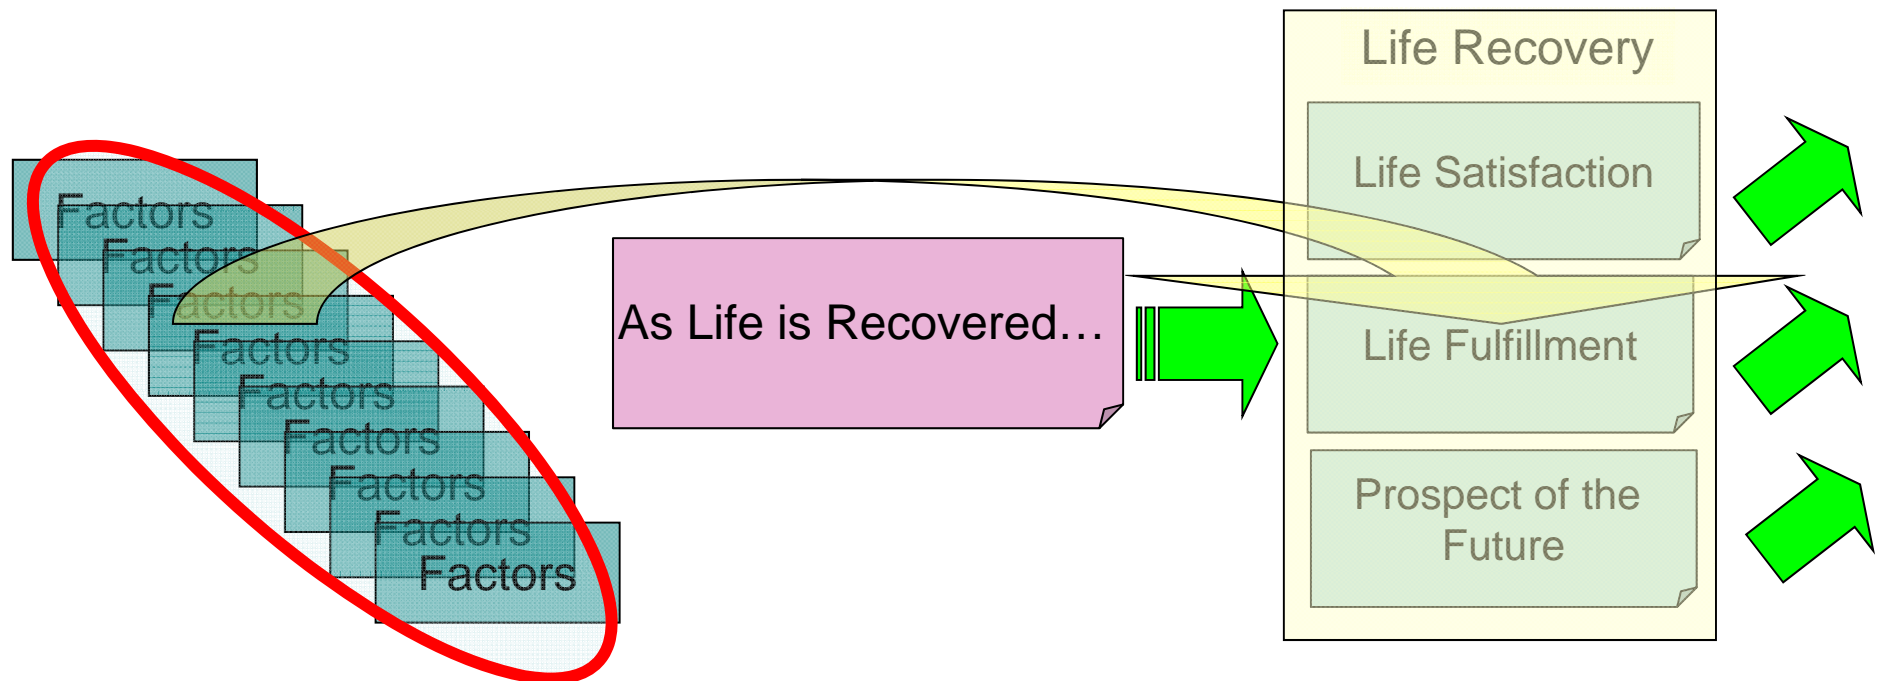 Life Recovery
Life Satisfaction
Factors
Factors
Factors
Factors
Factors
Factors
Factors
Factors
Factors
As Life is Recovered…
Life Fulfillment
Prospect of the
Future